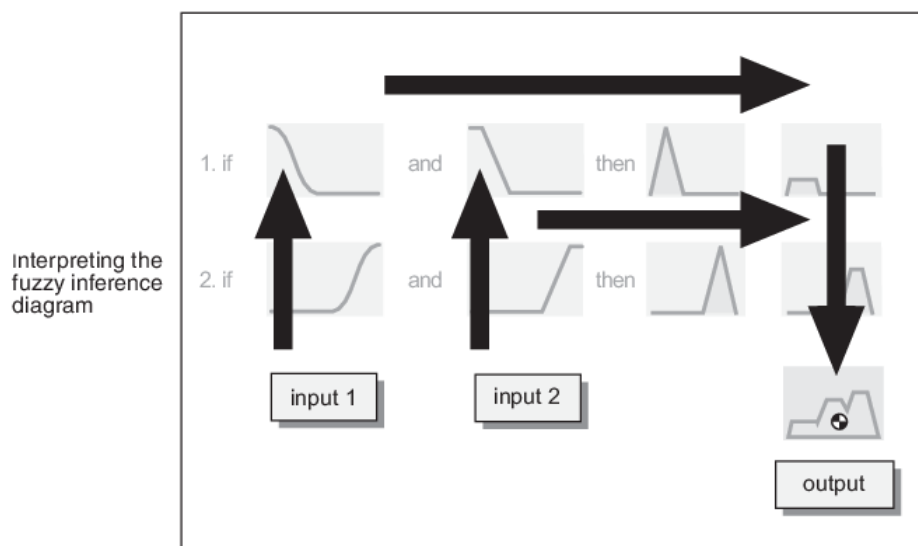 1. if and then
Interpreting the
fuzzy inference
diagram
2. if and then
input 1 input 2
output